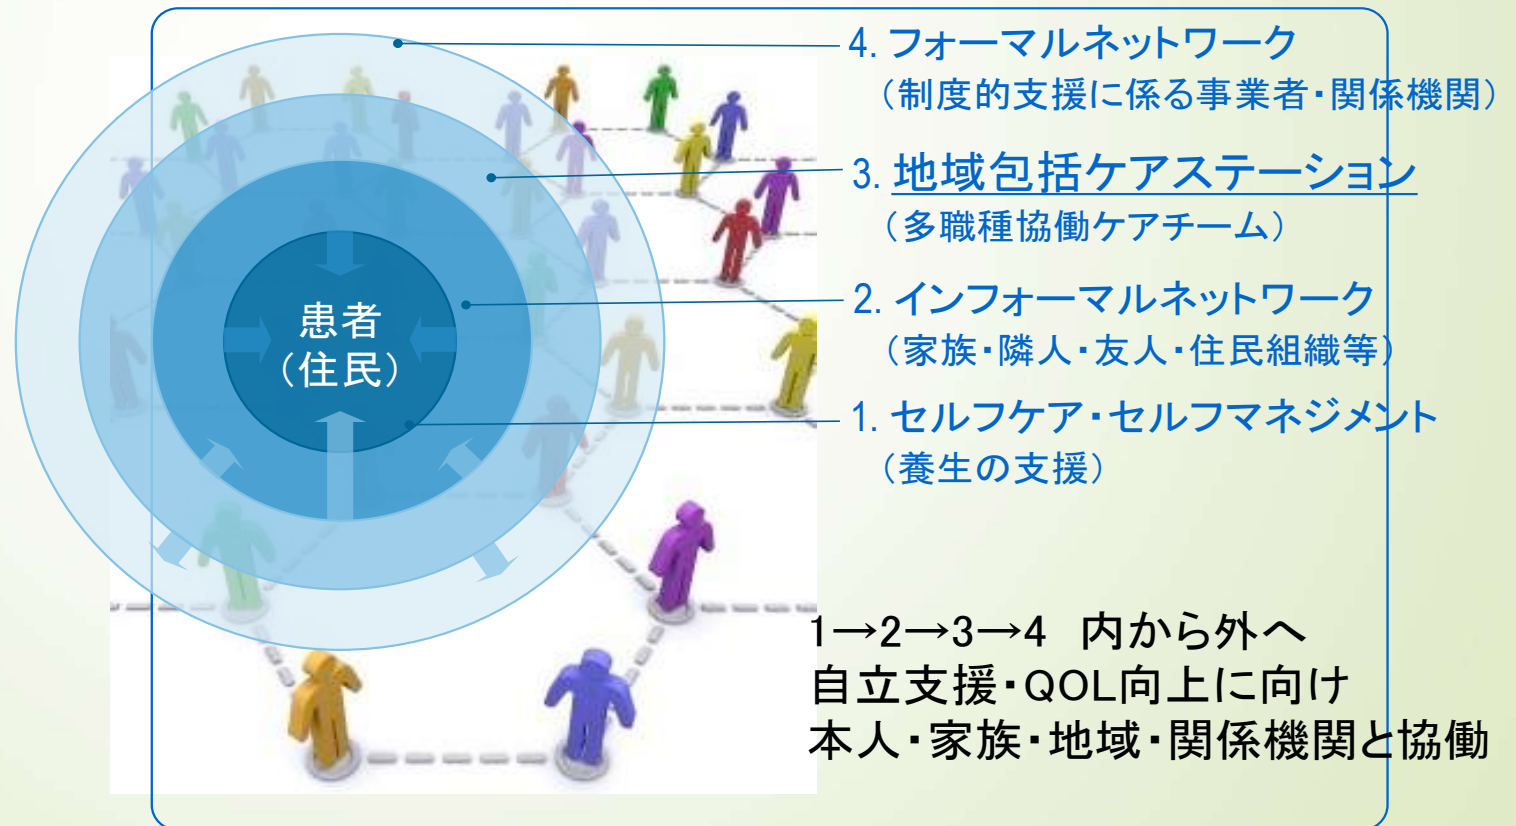 4. フォーマルネットワーク
（制度的支援に係る事業者・関係機関）
3. 地域包括ケアステーション
（多職種協働ケアチーム）
2. インフォーマルネットワーク
（家族・隣人・友人・住民組織等）
1. セルフケア・セルフマネジメント
（養生の支援）
患者
（住民）
1→2→3→4　内から外へ
自立支援・QOL向上に向け
本人・家族・地域・関係機関と協働